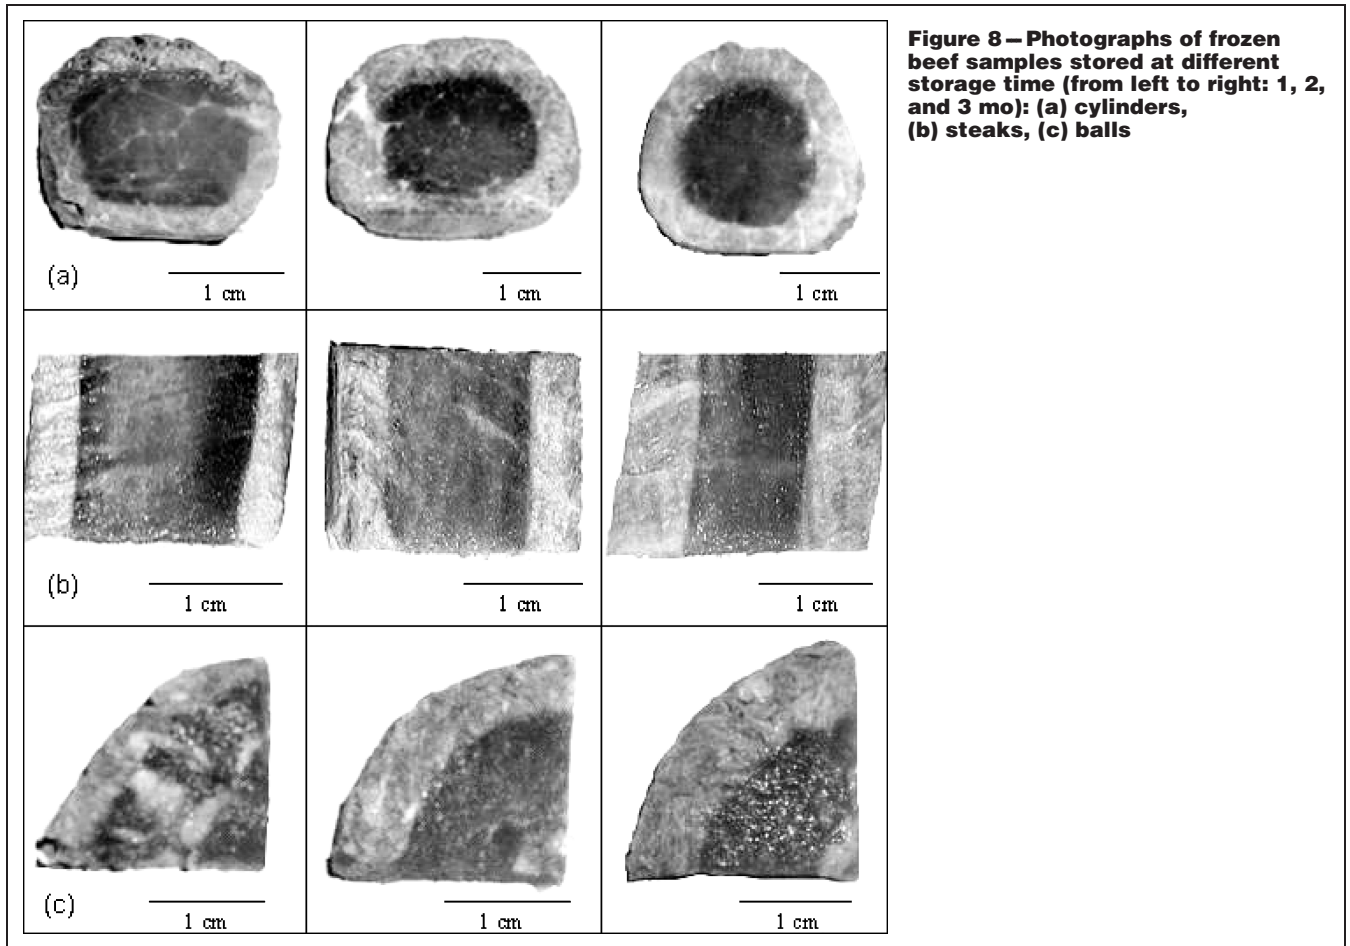 Figure 8—Photographs of frozen
beef samples stored at different
storage time (from left to right: 1, 2,
and 3 mo): (a) cylinders,
(b) steaks, (c) balls
(a)
1 cm
1 cm
1 cm
(b)
1 cm
1 cm
1 cm
(c)
1 cm
1 cm
1 cm